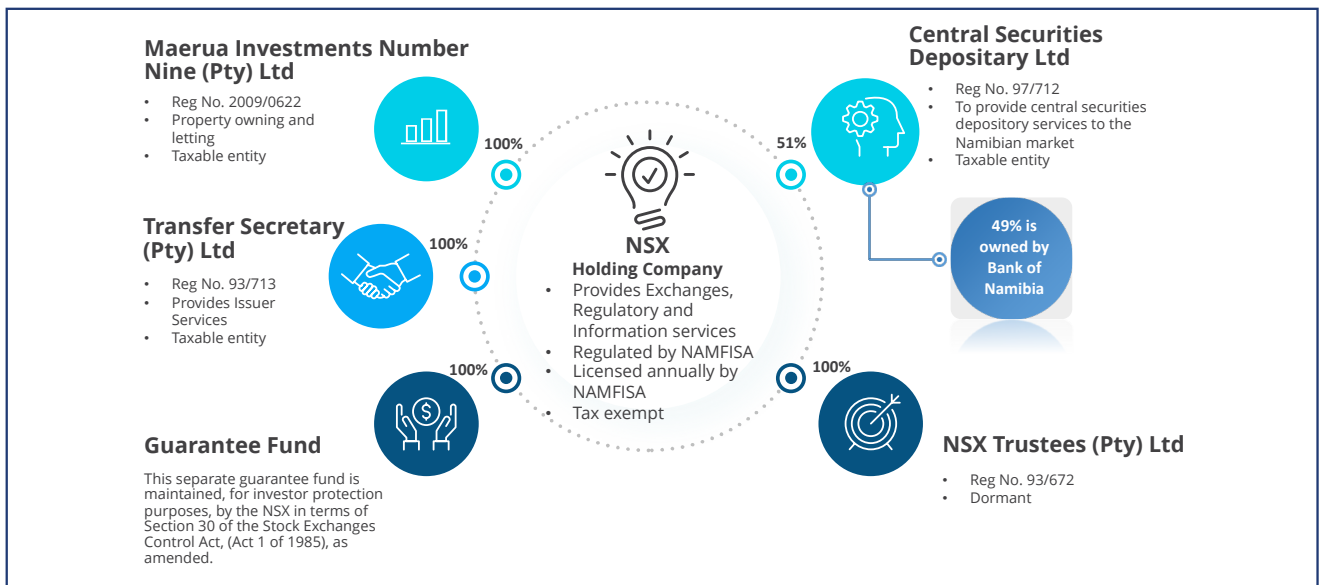 Maerua Investments Number
Nine (Pty) Ltd
• Reg No. 2009/0622
• Property owning and
letting
• Taxable entity
100%
Transfer Secretary
(Pty) Ltd
• Reg No. 93/713
• Provides Issuer
Services
• Taxable entity
100%
Guarantee Fund
This separate guarantee fund is
maintained, for investor protection
purposes, by the NSX in terms of
Section 30 of the Stock Exchanges
Control Act, (Act 1 of 1985), as
amended.
100%
$
NSX
Holding Company
• Provides Exchanges,
Regulatory and
Information services
• Regulated by NAMFISA
• Licensed annually by
NAMFISA
• Tax exempt
Central Securities
Depositary Ltd
• Reg No. 97/712
• To provide central securities
depository services to the
Namibian market
• Taxable entity
51%
49% is
owned by
Bank of
Namibia
100%
NSX Trustees (Pty) Ltd
• Reg No. 93/672
• Dormant